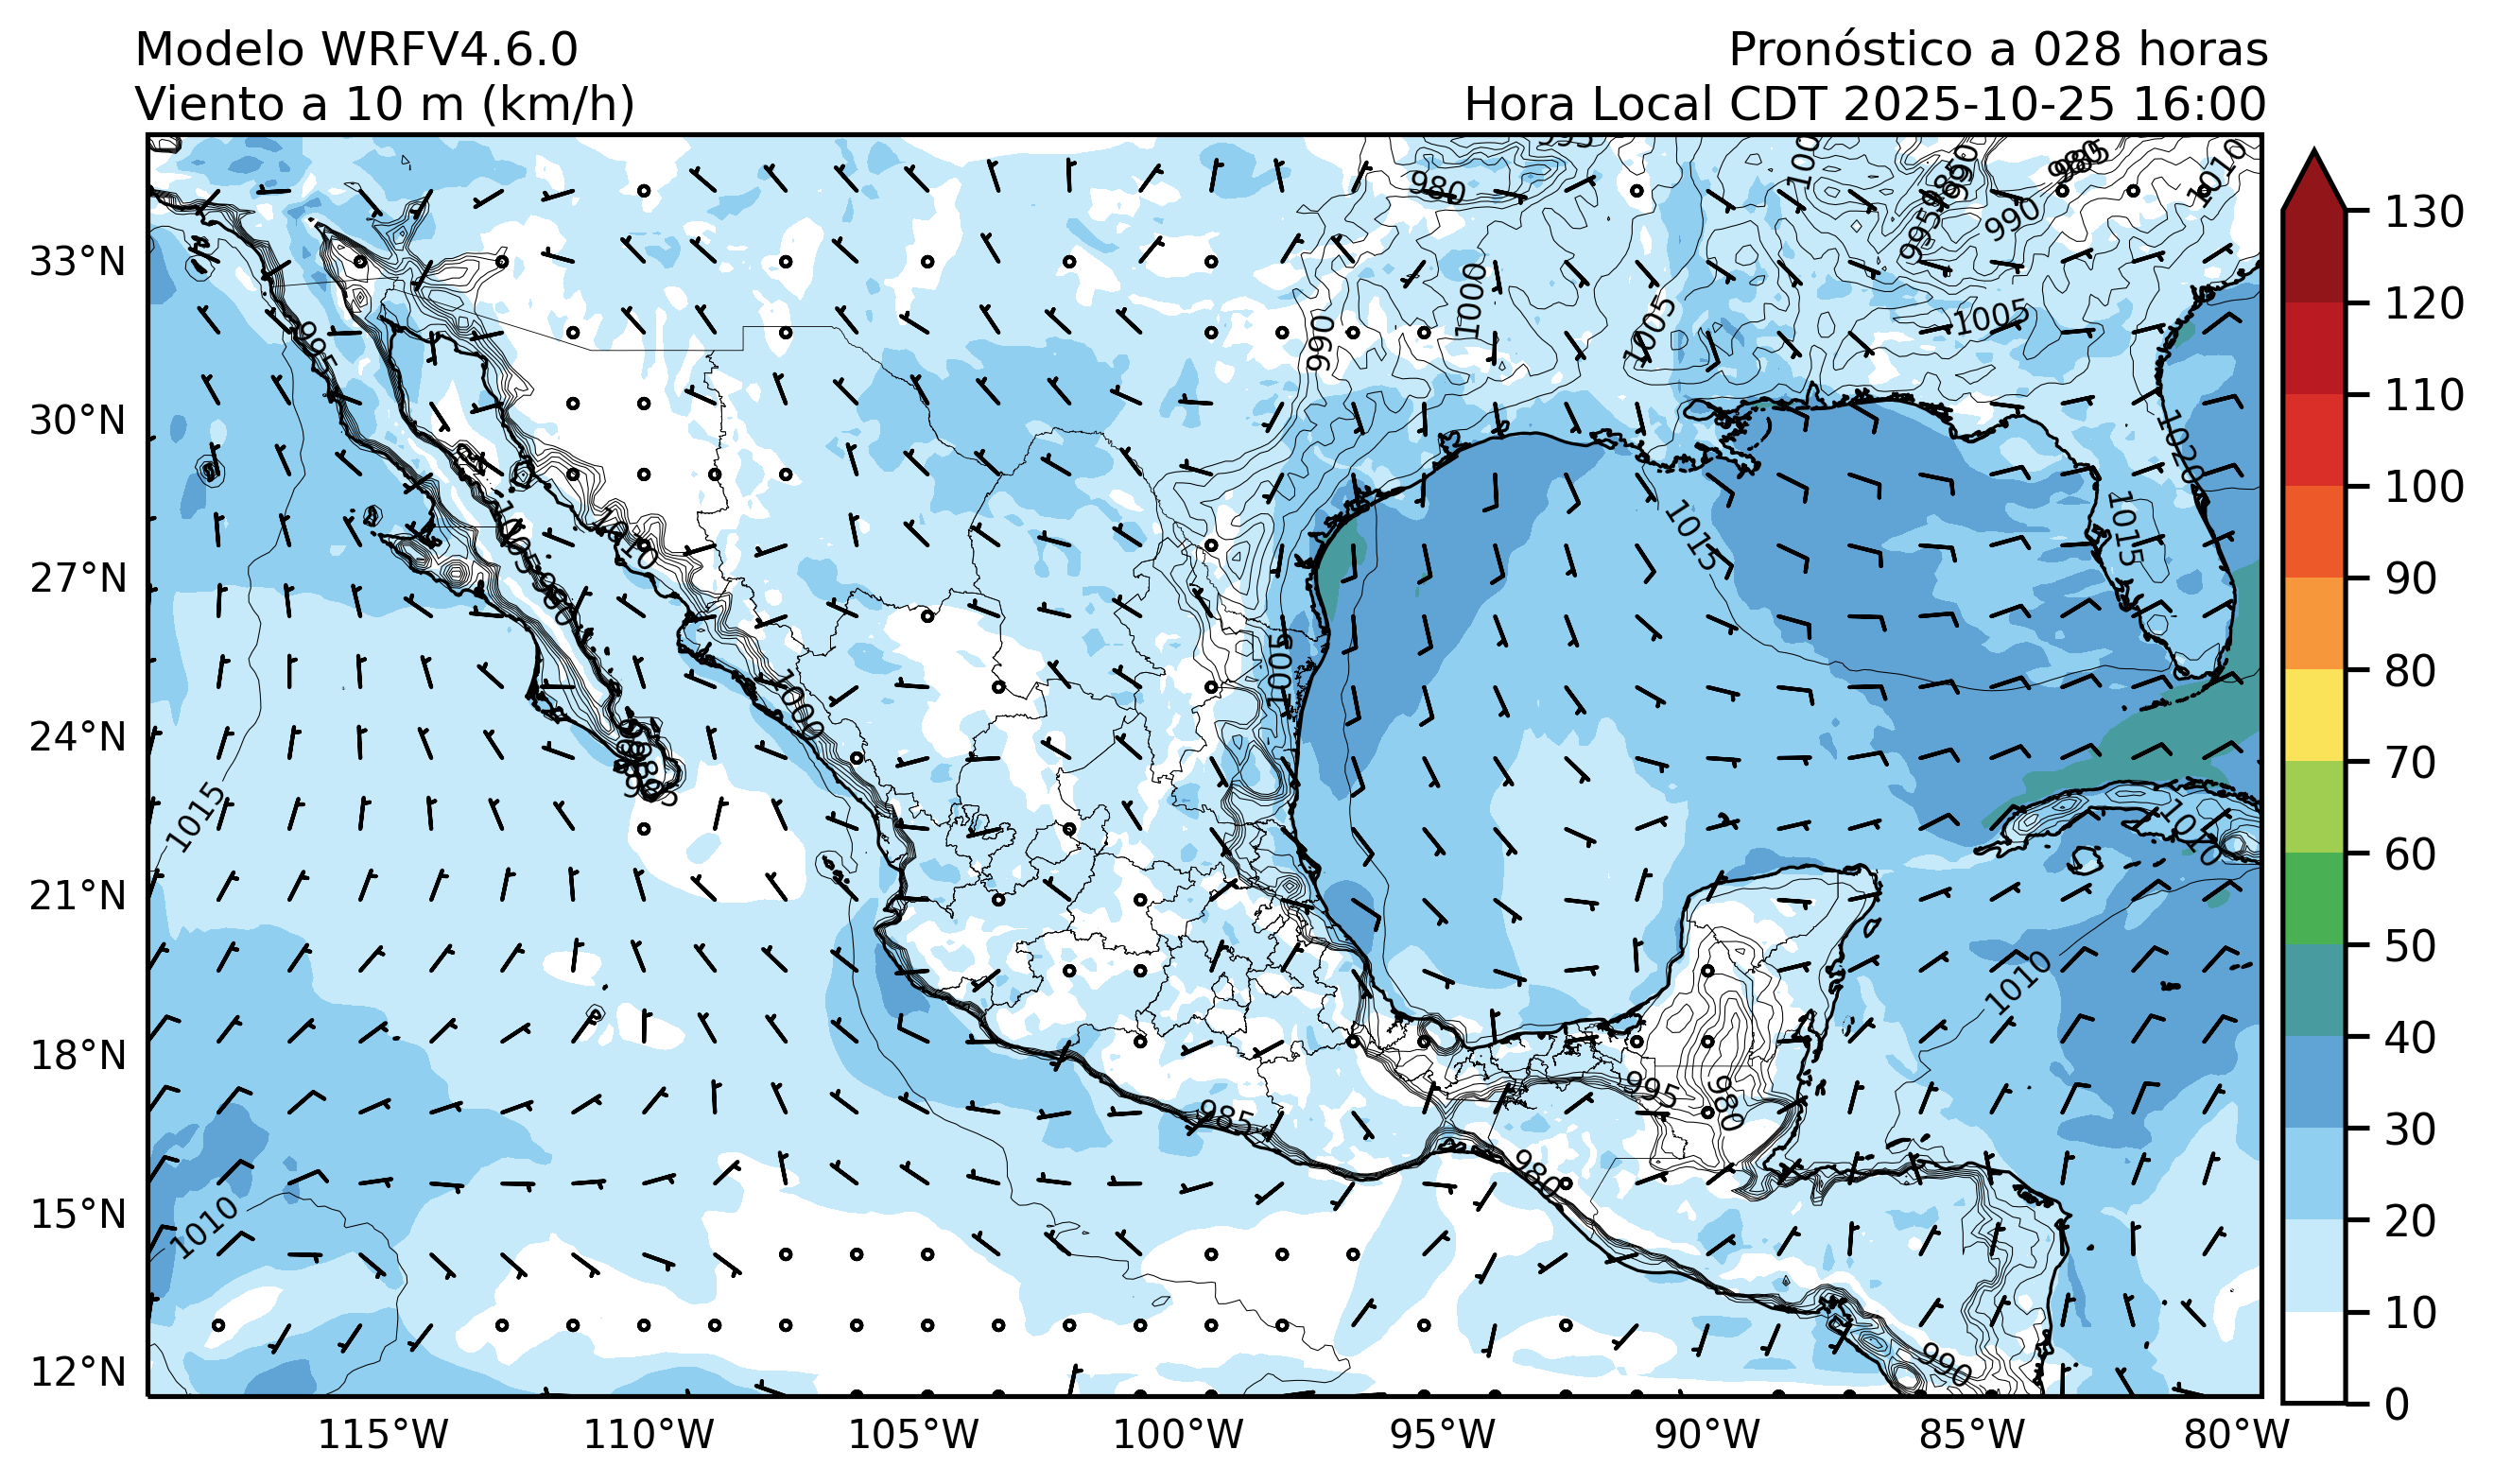 Modelo WRFV4.6.0
Viento a 10 m (km/h)
Pronóstico a 028 horas
Hora Local CDT 2025-10-25 16:00
33°N
30°N
27°N
24°N
21°N
18°N
15°N
12°N
115°W
110°W
105°W
100°W
95°W
90°W
85°W
80°W
130
120
110
100
90
80
70
60
50
40
30
20
10
0
980
985
1010
990
1000
1005
1005
990
995
1020
1015
1015
1010
1005
1000
1015
1010
1010
985
995
980
980
1010
990